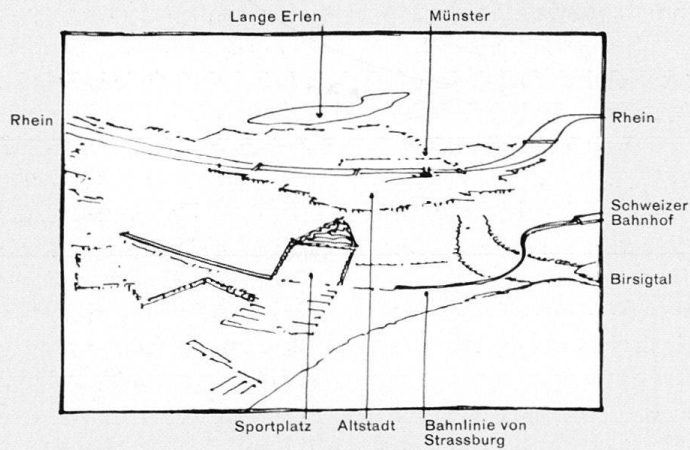 Lange Erlen
Münster
Rhein
Rhein
Schweizer
Bahnhof
Birsigtal
Sportplatz
Altstadt
Bahnlinie von
Strassburg